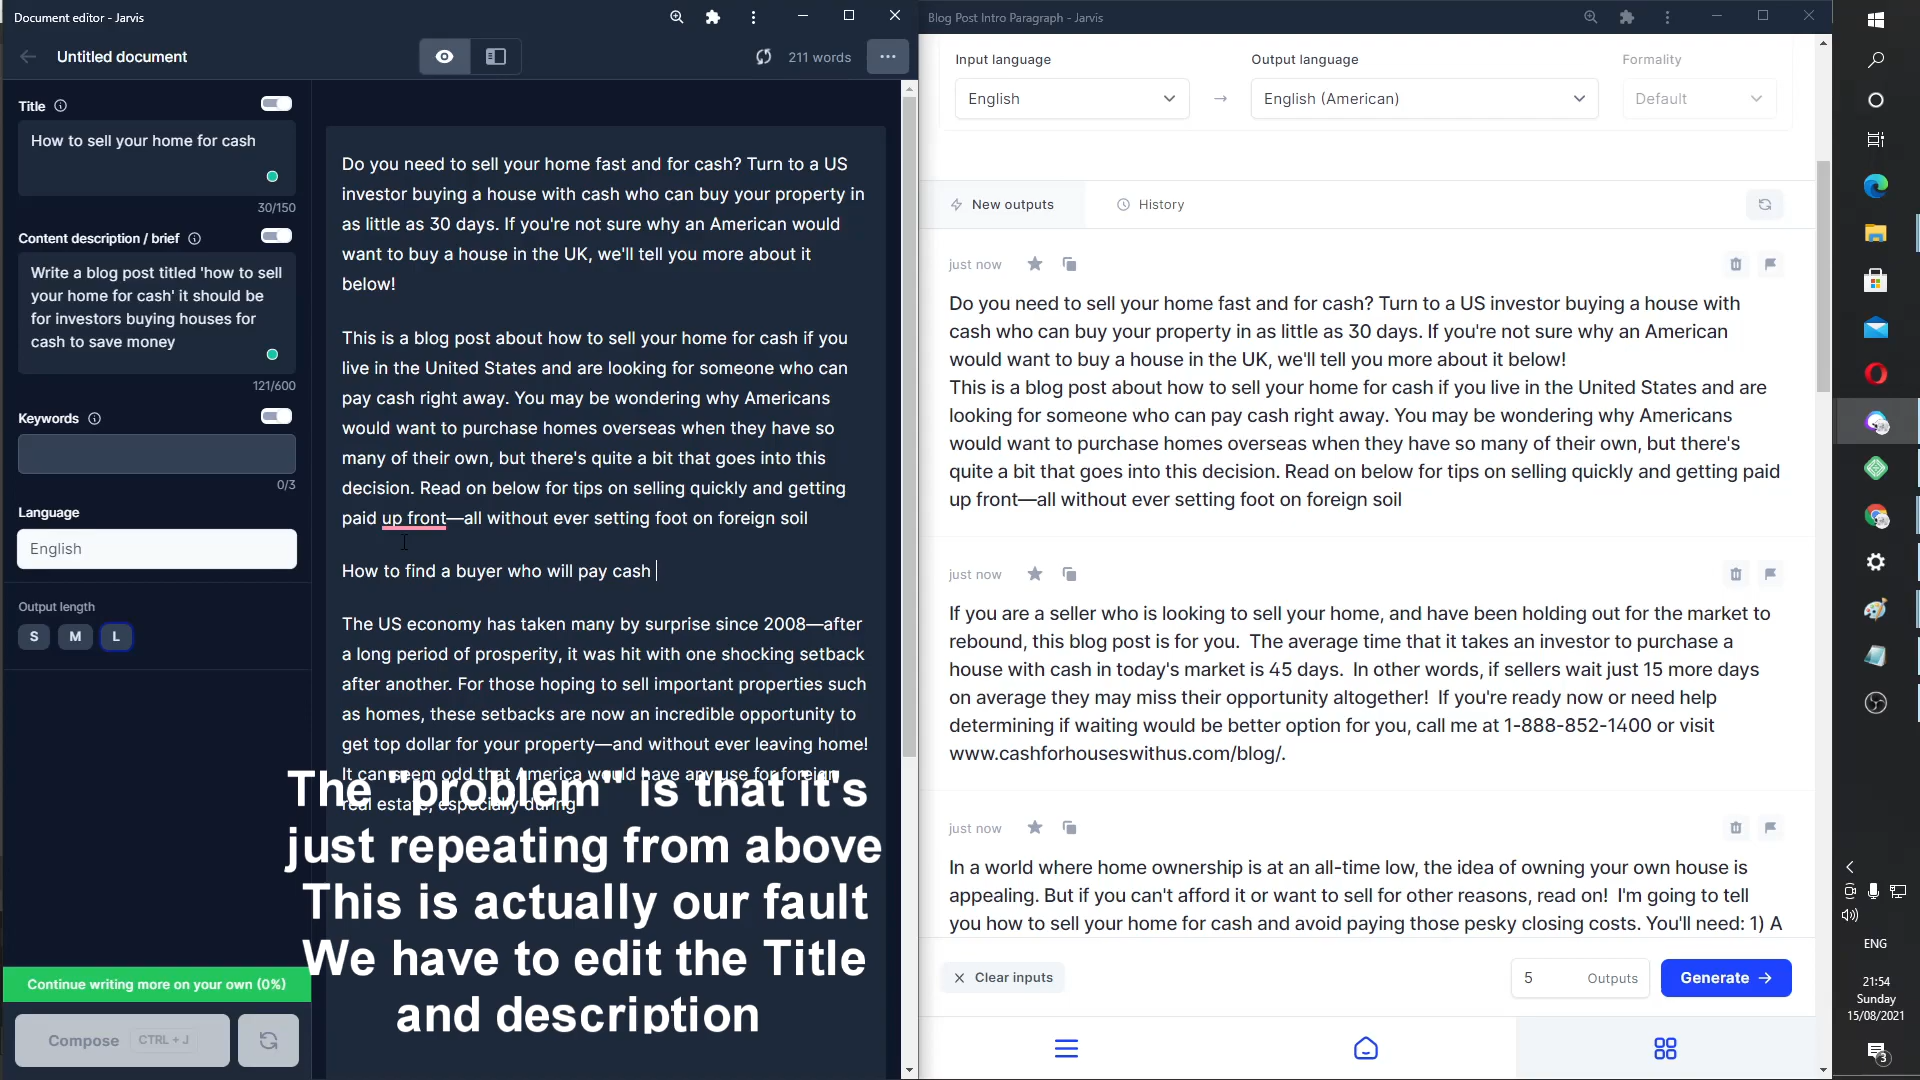 Document editor - Jarvis
Untitled document
211 words
Title
How to sell your home for cash
30/150
Content description / brief
Write a blog post titled 'how to sell
your home for cash' it should be
for investors buying houses for
cash to save money
121/600
Keywords
0/3
Language
English
Output length
S M L
Continue writing more on your own (0%)
Compose CTRL + J
Do you need to sell your home fast and for cash? Turn to a US
investor buying a house with cash who can buy your property in
as little as 30 days. If you're not sure why an American would
want to buy a house in the UK, we'll tell you more about it
below!
This is a blog post about how to sell your home for cash if you
live in the United States and are looking for someone who can
pay cash right away. You may be wondering why Americans
would want to purchase homes overseas when they have so
many of their own, but there's quite a bit that goes into this
decision. Read on below for tips on selling quickly and getting
paid up front—all without ever setting foot on foreign soil
How to find a buyer who will pay cash
The US economy has taken many by surprise since 2008—after
a long period of prosperity, it was hit with one shocking setback
after another. For those hoping to sell important properties such
as homes, these setbacks are now an incredible opportunity to
get top dollar for your property—and without ever leaving home!
It can seem odd that America would have any use for foreign
real estate, especially during
The "problem" is that it's
just repeating from above
This is actually our fault
We have to edit the Title
and description
Blog Post Intro Paragraph - Jarvis
Input language
Output language
Formality
English
English (American)
Default
New outputs
History
just now
Do you need to sell your home fast and for cash? Turn to a US investor buying a house with
cash who can buy your property in as little as 30 days. If you're not sure why an American
would want to buy a house in the UK, we'll tell you more about it below!
This is a blog post about how to sell your home for cash if you live in the United States and are
looking for someone who can pay cash right away. You may be wondering why Americans
would want to purchase homes overseas when they have so many of their own, but there's
quite a bit that goes into this decision. Read on below for tips on selling quickly and getting paid
up front—all without ever setting foot on foreign soil
just now
If you are a seller who is looking to sell your home, and have been holding out for the market to
rebound, this blog post is for you. The average time that it takes an investor to purchase a
house with cash in today's market is 45 days. In other words, if sellers wait just 15 more days
on average they may miss their opportunity altogether! If you're ready now or need help
determining if waiting would be better option for you, call me at 1-888-852-1400 or visit
www.cashforhouseswithus.com/blog/.
just now
In a world where home ownership is at an all-time low, the idea of owning your own house is
appealing. But if you can't afford it or want to sell for other reasons, read on! I'm going to tell
you how to sell your home for cash and avoid paying those pesky closing costs. You'll need: 1) A
Clear inputs
5 Outputs
Generate
ENG
21:54
Sunday
15/08/2021
3